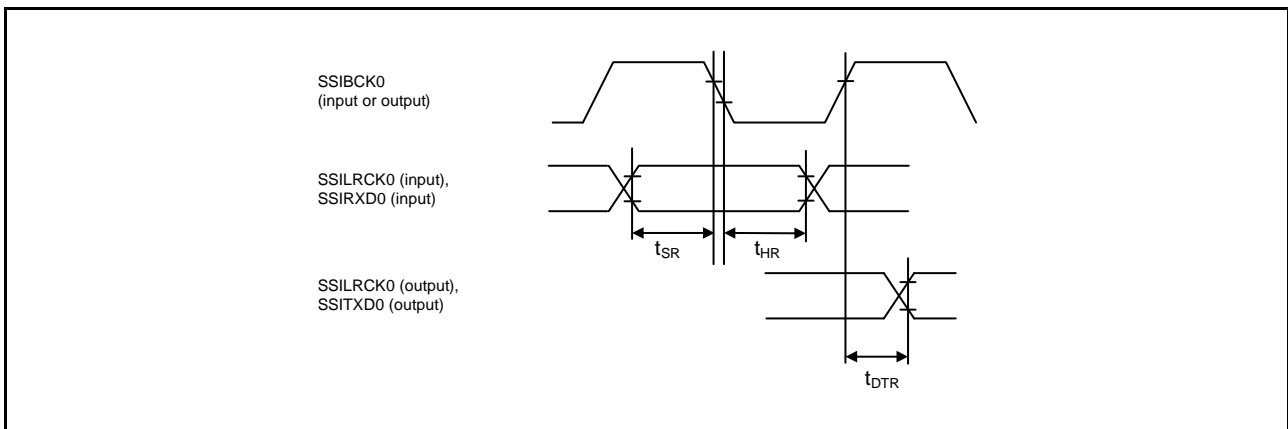 SSIBCK0
(input or output)
SSILRCK0 (input),
SSIRXD0 (input)
tSR
tHR
SSILRCK0 (output),
SSITXD0 (output)
tDTR